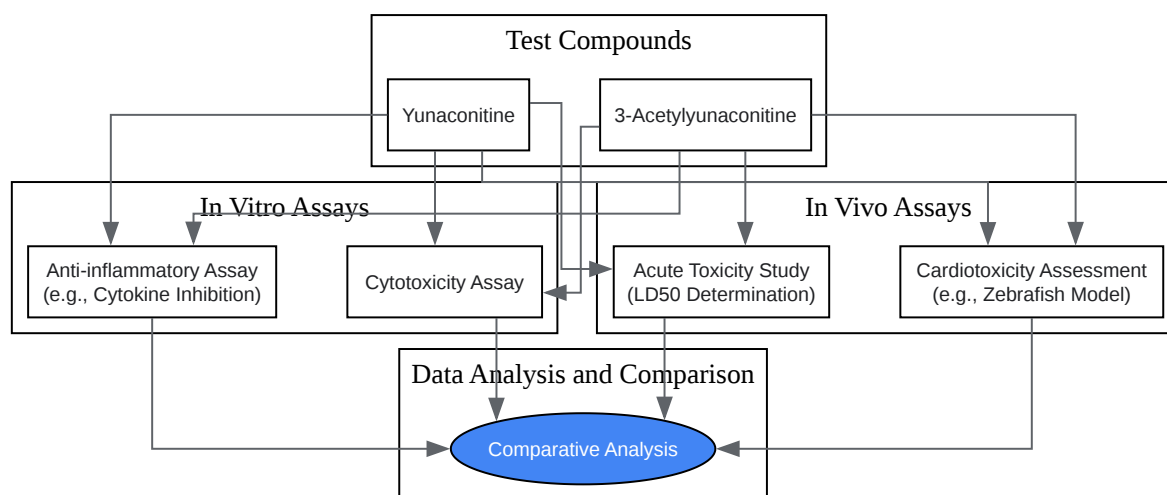 Test Compounds
Yunaconitine
3-Acetylyunaconitine
In Vitro Assays
In Vivo Assays
Anti-inflammatory Assay
(e.g., Cytokine Inhibition)
Cytotoxicity Assay
Acute Toxicity Study
(LD50 Determination)
Cardiotoxicity Assessment
(e.g., Zebrafish Model)
Data Analysis and Comparison
Comparative Analysis